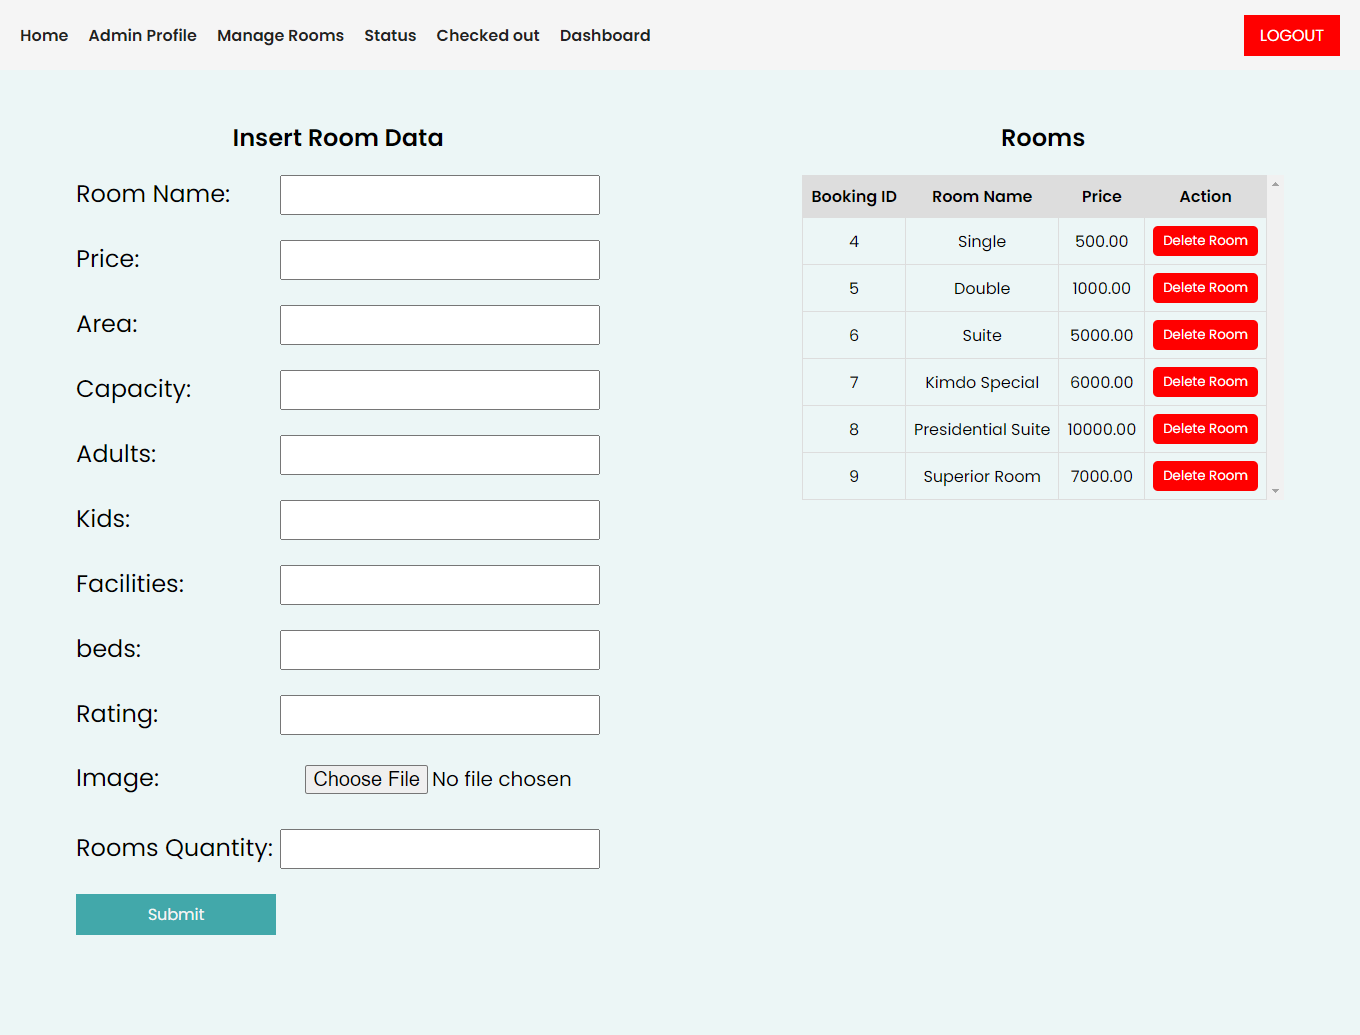 Home Admin Profile Manage Rooms Status Checked out Dashboard LOGOUT
Insert Room Data
Room Name:
Price:
Area:
Capacity:
Adults:
Kids:
Facilities:
beds:
Rating:
Image: Choose File No file chosen
Rooms Quantity:
Submit
Rooms
Booking ID Room Name Price Action
4 Single 500.00 Delete Room
5 Double 1000.00 Delete Room
6 Suite 5000.00 Delete Room
7 Kimdo Special 6000.00 Delete Room
8 Presidential Suite 10000.00 Delete Room
9 Superior Room 7000.00 Delete Room